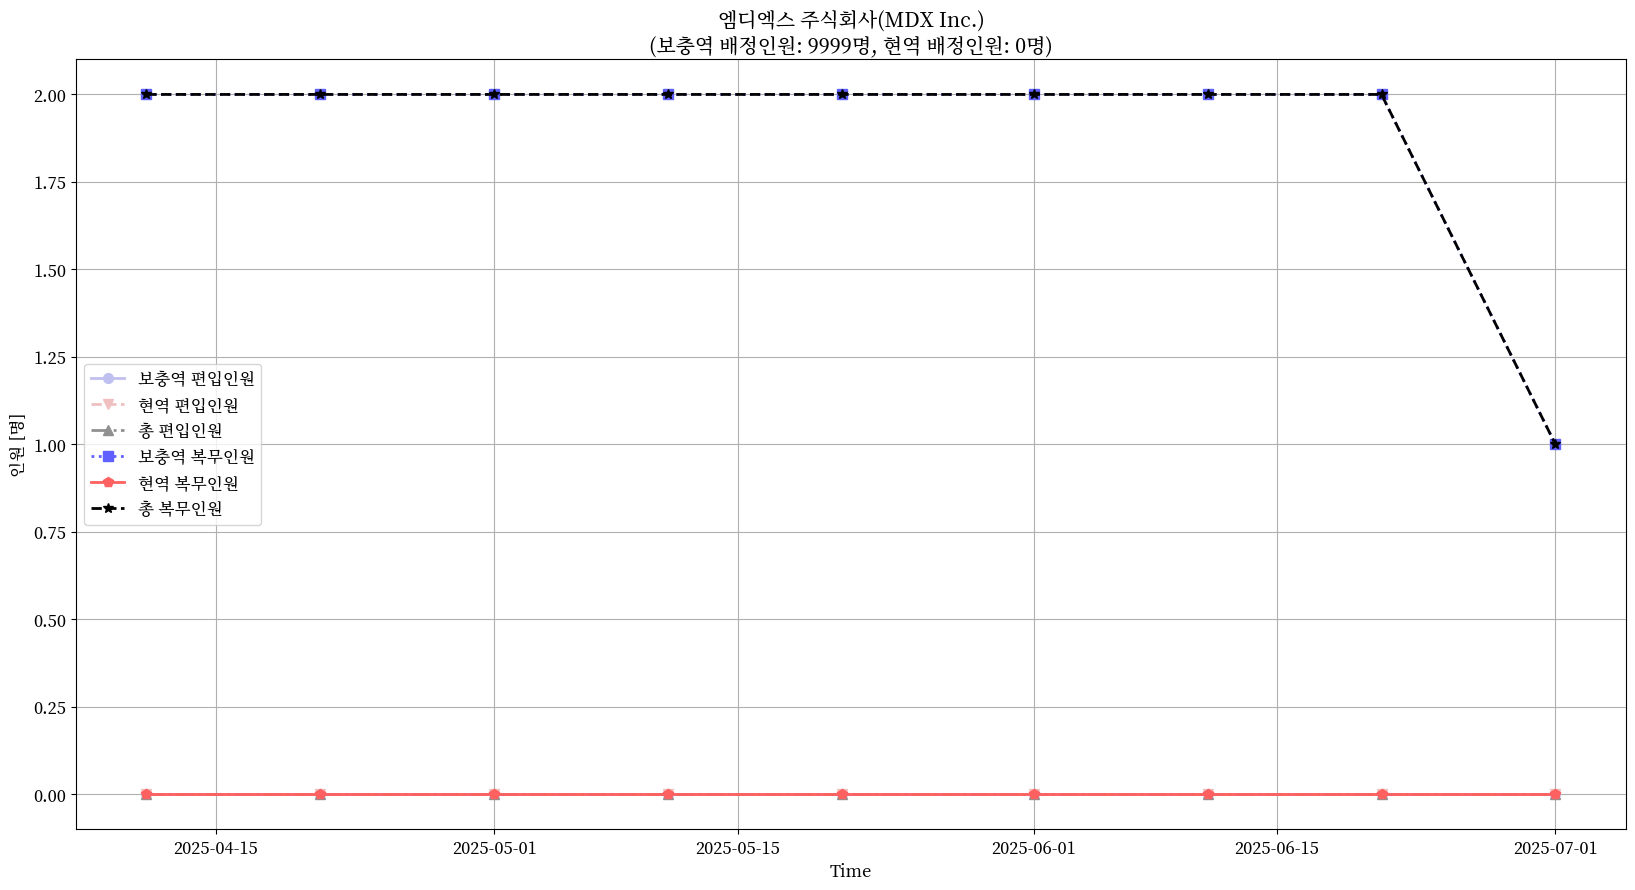 엠디엑스 주식회사(MDX Inc.)
(보충역 배정인원: 9999명, 현역 배정인원: 0명)
2.00
1.75
1.50
1.25
1.00
0.75
0.50
0.25
0.00
인원 [명]
보충역 편입인원
현역 편입인원
총 편입인원
보충역 복무인원
현역 복무인원
총 복무인원
2025-04-15
2025-05-01
2025-05-15
2025-06-01
2025-06-15
2025-07-01
Time